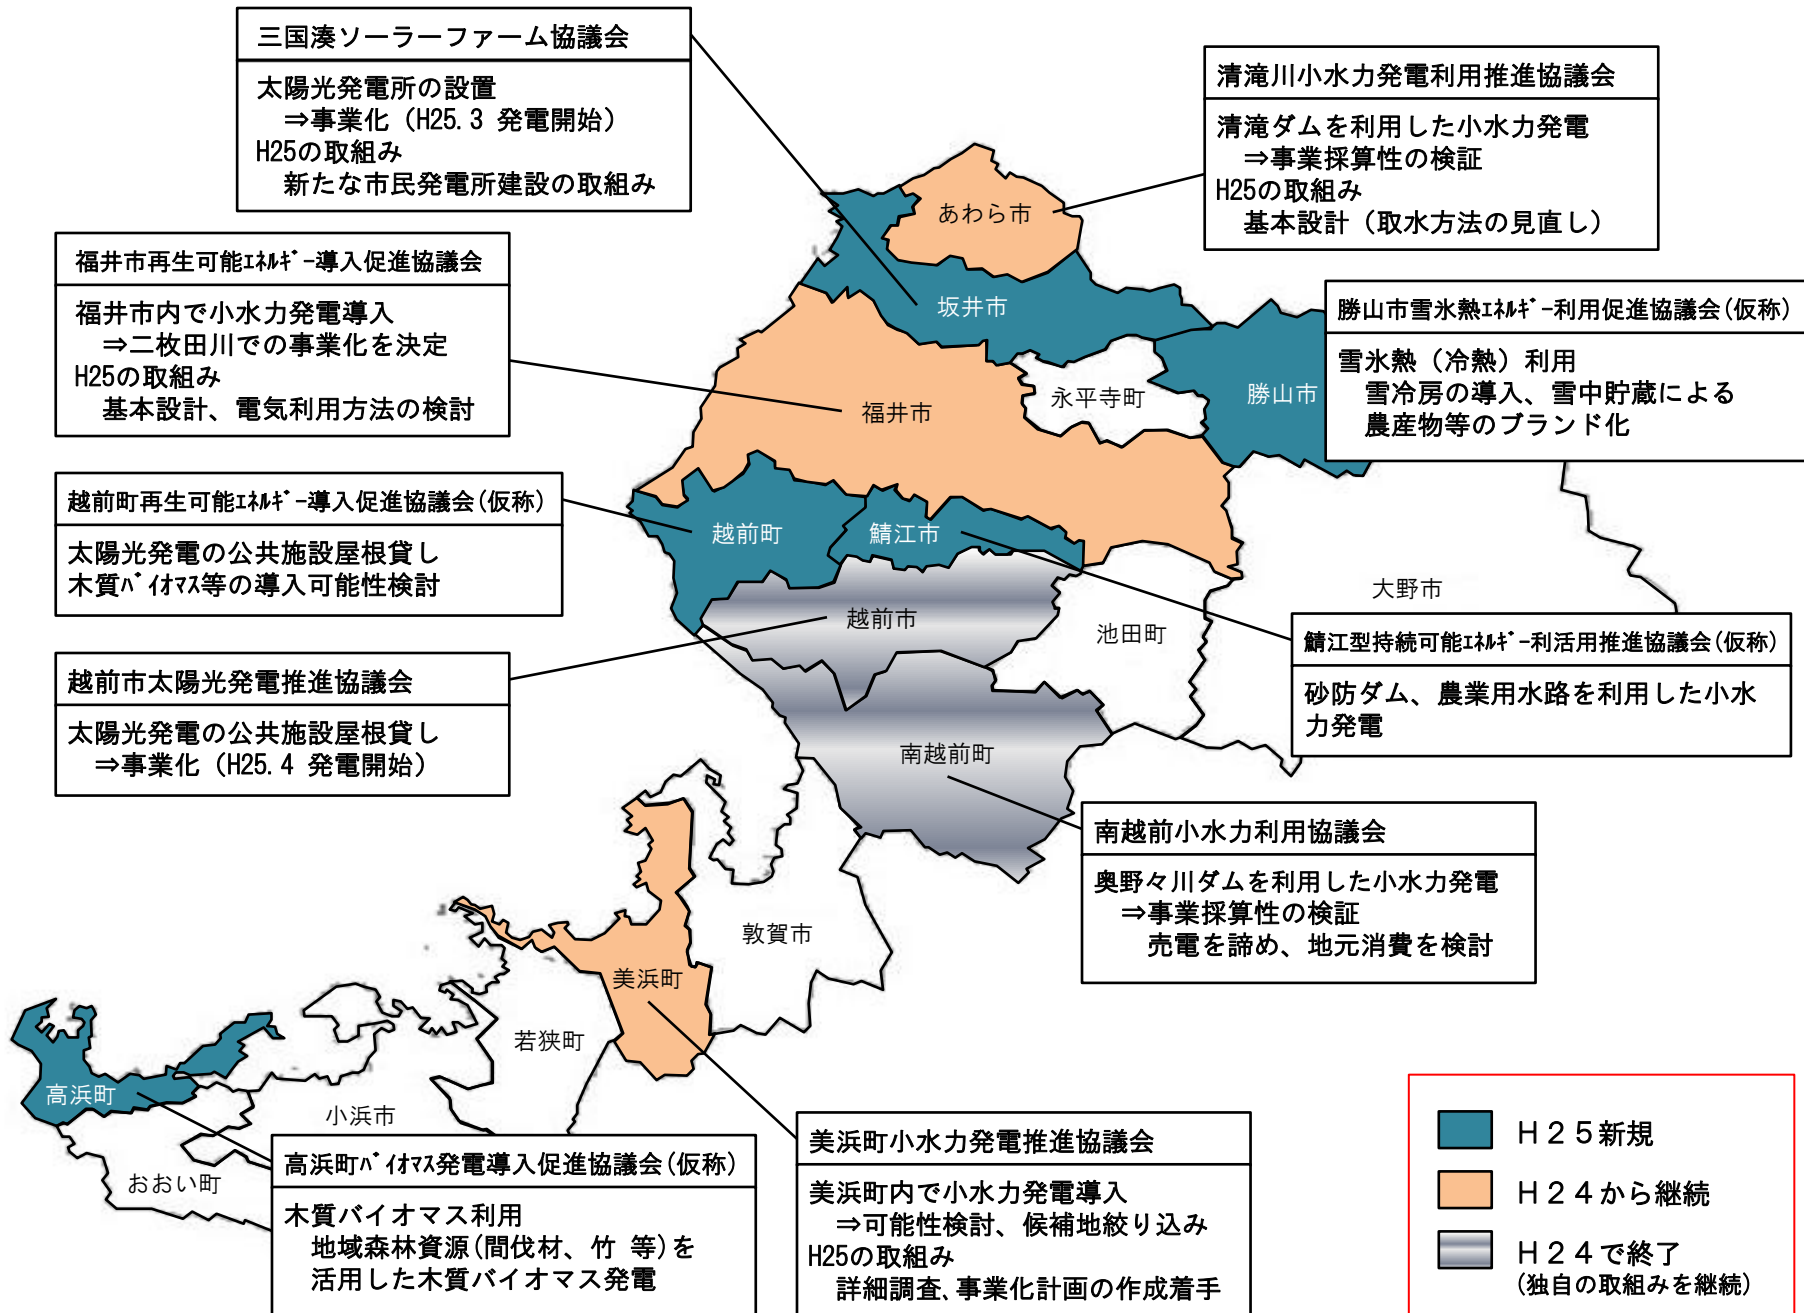 三国湊ソーラーファーム協議会
太陽光発電所の設置
⇒事業化（H25.3 発電開始）
H25の取組み
新たな市民発電所建設の取組み
清滝川小水力発電利用推進協議会
清滝ダムを利用した小水力発電
⇒事業採算性の検証
H25の取組み
基本設計（取水方法の見直し）
福井市再生可能ｴﾈﾙｷﾞｰ導入促進協議会
福井市内で小水力発電導入
⇒二枚田川での事業化を決定
H25の取組み
基本設計、電気利用方法の検討
勝山市雪氷熱ｴﾈﾙｷﾞｰ利用促進協議会(仮称)
雪氷熱（冷熱）利用
雪冷房の導入、雪中貯蔵による
農産物等のブランド化
越前町再生可能ｴﾈﾙｷﾞｰ導入促進協議会(仮称)
太陽光発電の公共施設屋根貸し
木質ﾊﾞｲｵﾏｽ等の導入可能性検討
鯖江型持続可能ｴﾈﾙｷﾞｰ利活用推進協議会(仮称)
砂防ダム、農業用水路を利用した小水
力発電
越前市太陽光発電推進協議会
太陽光発電の公共施設屋根貸し
⇒事業化（H25.4 発電開始）
南越前小水力利用協議会
奥野々川ダムを利用した小水力発電
⇒事業採算性の検証
売電を諦め、地元消費を検討
高浜町ﾊﾞｲｵﾏｽ発電導入促進協議会(仮称)
木質バイオマス利用
地域森林資源(間伐材、竹 等)を
活用した木質バイオマス発電
美浜町小水力発電推進協議会
美浜町内で小水力発電導入
⇒可能性検討、候補地絞り込み
H25の取組み
詳細調査、事業化計画の作成着手
あわら市
坂井市
永平寺町
勝山市
福井市
越前町
鯖江市
大野市
越前市
池田町
南越前町
敦賀市
美浜町
若狭町
高浜町
小浜市
おおい町
Ｈ２５新規
Ｈ２４から継続
Ｈ２４で終了
(独自の取組みを継続)